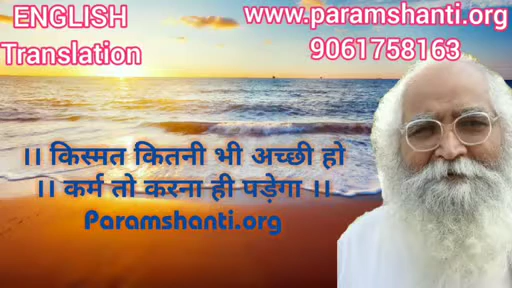 ENGLISH
Translation
www.paramshanti.org
9061758163
।। किस्मत कितनी भी अच्छी हो
।। कर्म तो करना ही पड़ेगा ।।
Paramshanti.org